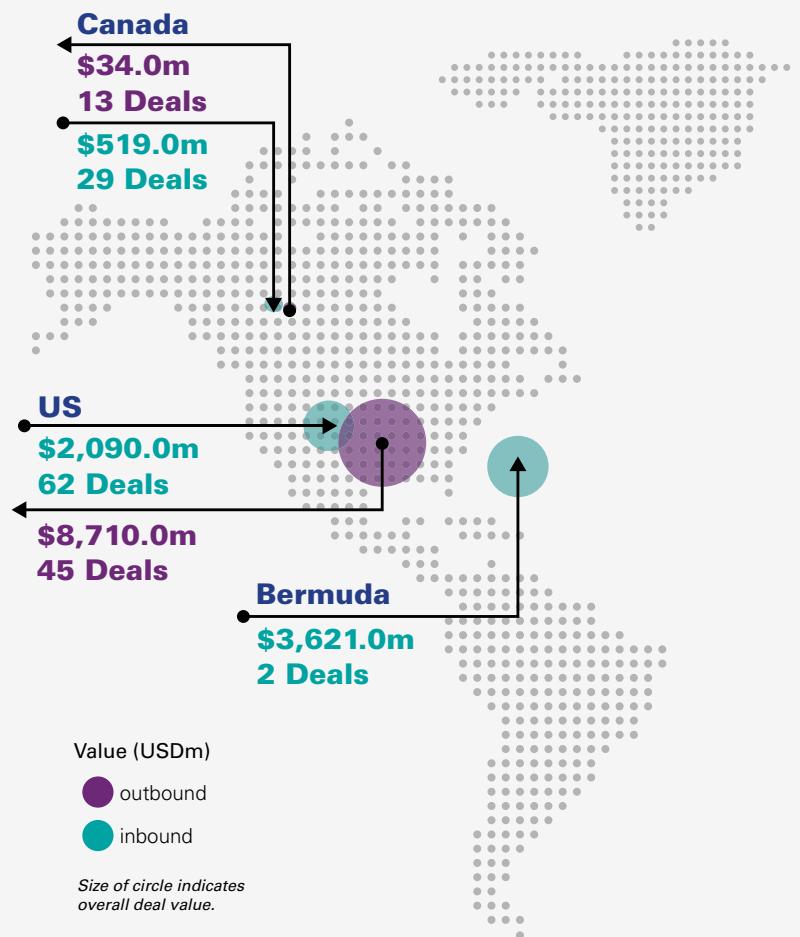 Canada
$34.0m
13 Deals
$519.0m
29 Deals
US
$2,090.0m
62 Deals
$8,710.0m
45 Deals
Bermuda
$3,621.0m
2 Deals
Value (USDm)
outbound
inbound
Size of circle indicates
overall deal value.